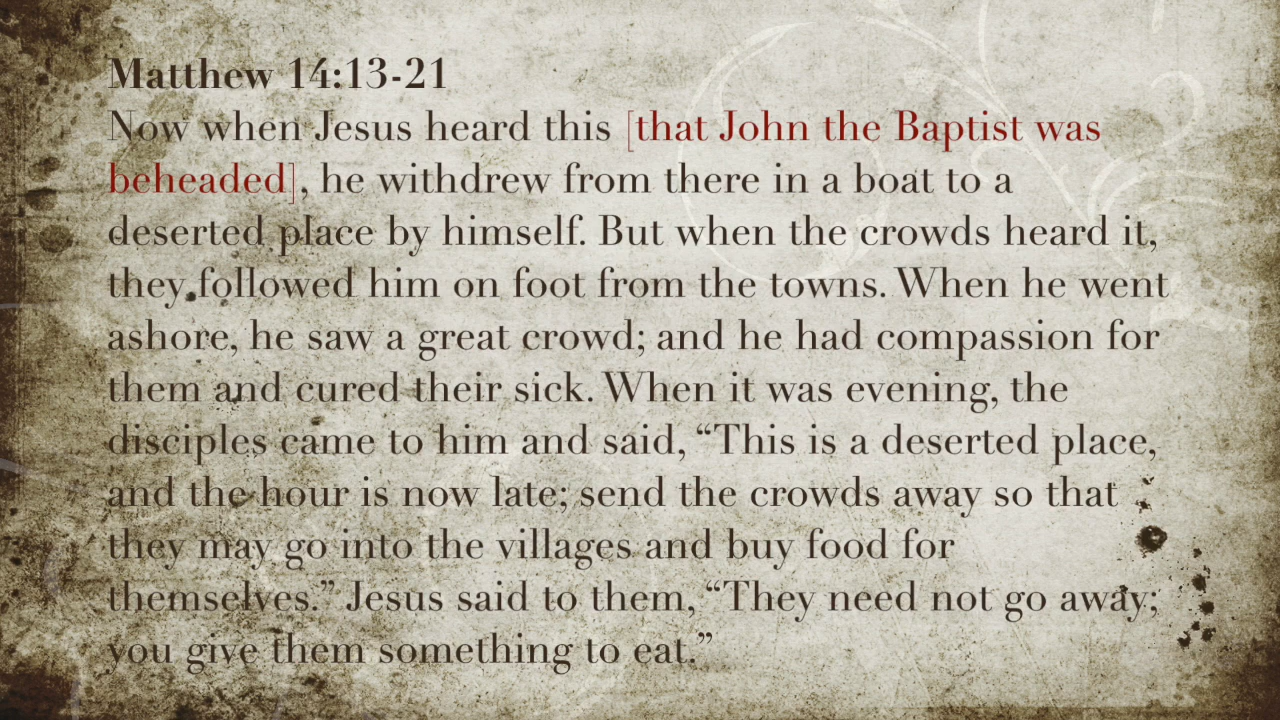 Matthew 14:13-21
Now when Jesus heard this [that John the Baptist was
beheaded], he withdrew from there in a boat to a
deserted place by himself. But when the crowds heard it,
they followed him on foot from the towns. When he went
ashore, he saw a great crowd; and he had compassion for
them and cured their sick. When it was evening, the
disciples came to him and said, “This is a deserted place,
and the hour is now late; send the crowds away so that
they may go into the villages and buy food for
themselves.” Jesus said to them, “They need not go away;
you give them something to eat.”